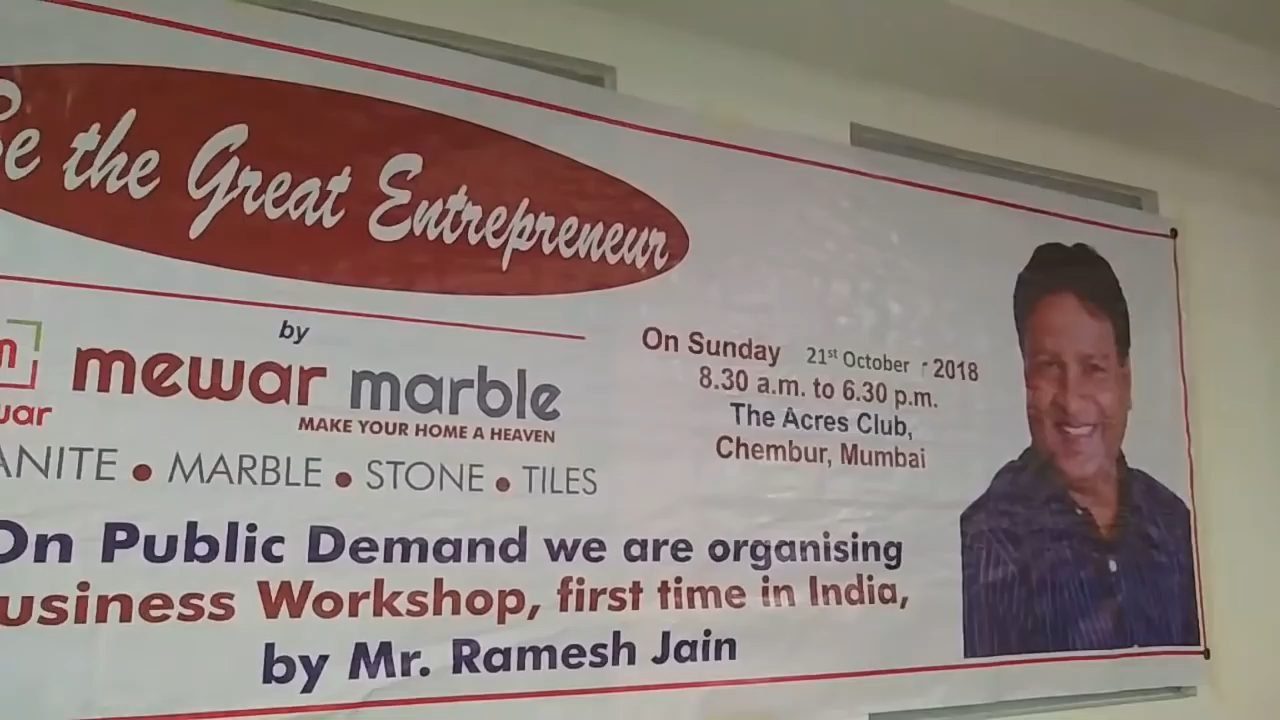 Be the Great Entrepreneur
by
mewar marble
MAKE YOUR HOME A HEAVEN
MARBLE • STONE • TILES
On Sunday 21st October 2018
8.30 a.m. to 6.30 p.m.
The Acres Club,
Chembur, Mumbai
On Public Demand we are organising
usiness Workshop, first time in India,
by Mr. Ramesh Jain